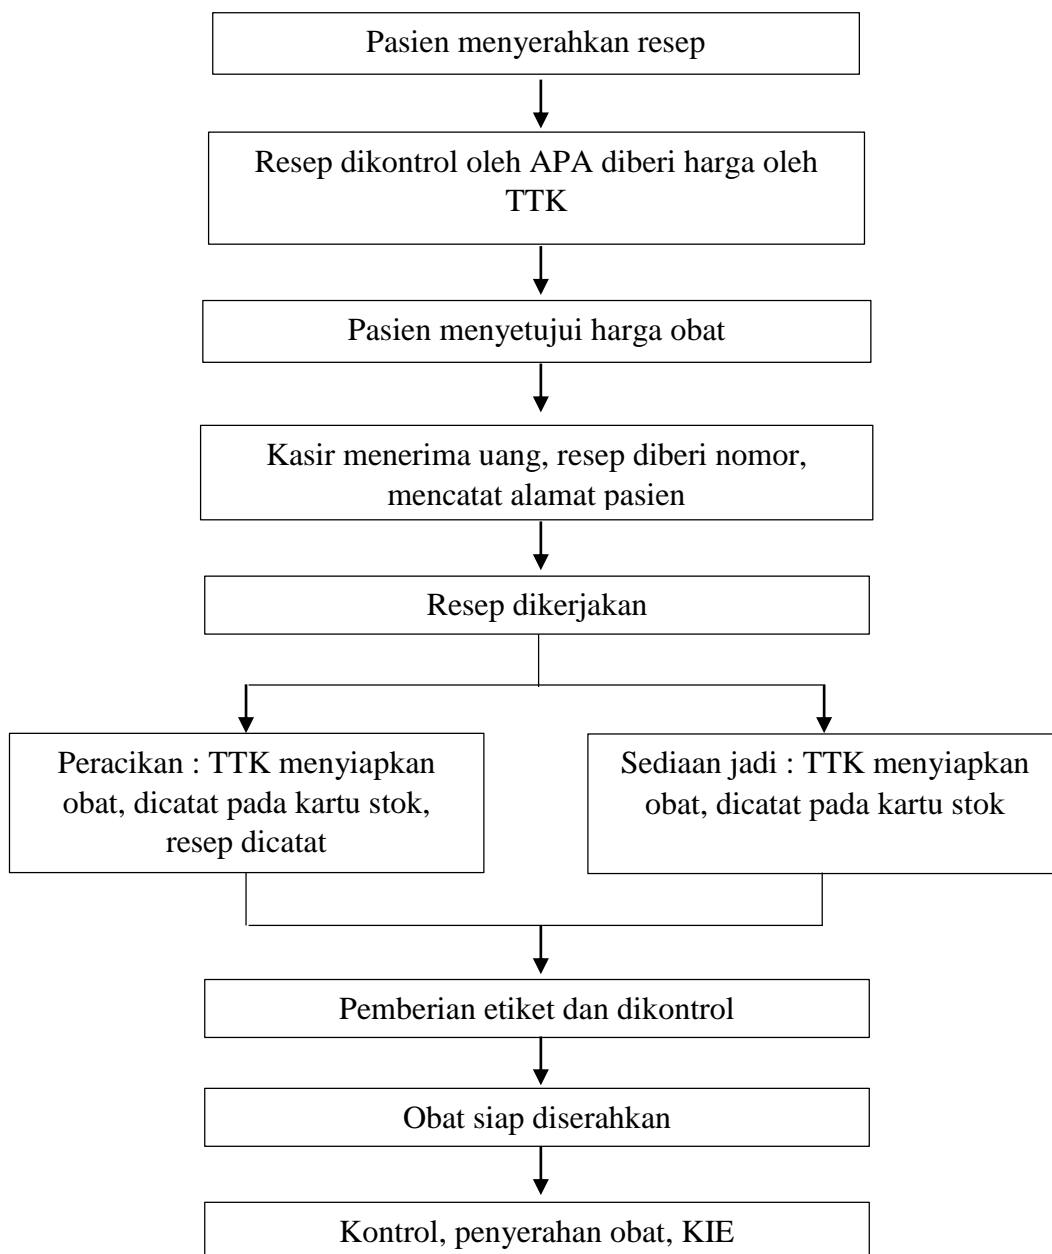 Pasien menyerahkan resep
Resep dikontrol oleh APA diberi harga oleh
TTK
Pasien menyetujui harga obat
Kasir menerima uang, resep diberi nomor,
mencatat alamat pasien
Resep dikerjakan
Peracikan : TTK menyiapkan
obat, dicatat pada kartu stok,
resep dicatat
Sediaan jadi : TTK menyiapkan
obat, dicatat pada kartu stok
Pemberian etiket dan dikontrol
Obat siap diserahkan
Kontrol, penyerahan obat, KIE